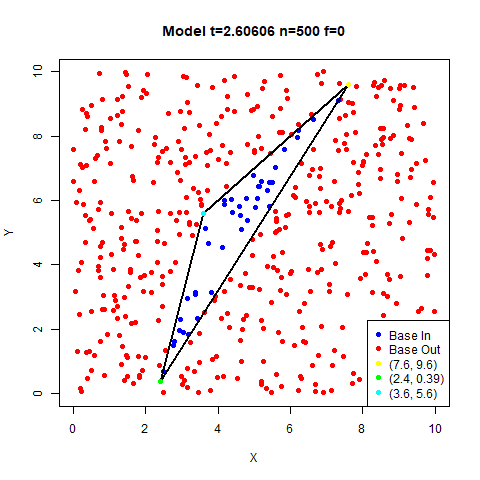 Model t=2.60606 n=500 f=0
Y
10
8
6
4
2
0
0 2 4 6 8 10
X
Base In
Base Out
(7.6, 9.6)
(2.4, 0.39)
(3.6, 5.6)